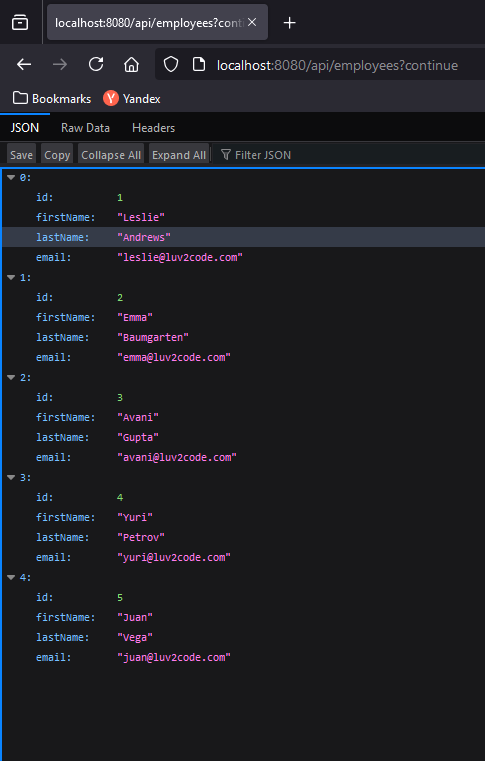 localhost:8080/api/employees?conti
localhost:8080/api/employees?continue
Bookmarks Yandex
JSON Raw Data Headers
Save Copy Collapse All Expand All Filter JSON
0:
id: 1
firstName: "Leslie"
lastName: "Andrews"
email: "leslie@luv2code.com"
1:
id: 2
firstName: "Emma"
lastName: "Baumgarten"
email: "emma@luv2code.com"
2:
id: 3
firstName: "Avani"
lastName: "Gupta"
email: "avani@luv2code.com"
3:
id: 4
firstName: "Yuri"
lastName: "Petrov"
email: "yuri@luv2code.com"
4:
id: 5
firstName: "Juan"
lastName: "Vega"
email: "juan@luv2code.com"